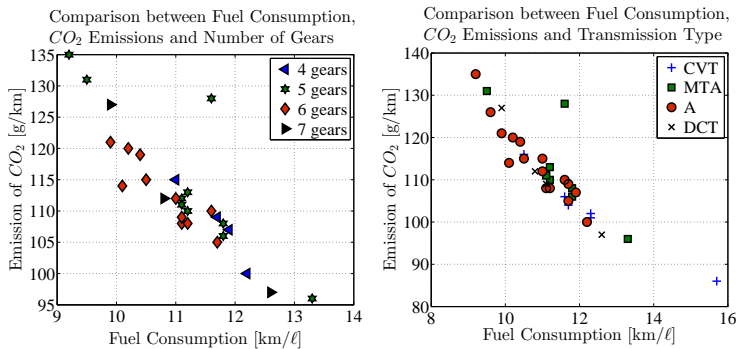 Comparison between Fuel Consumption,
CO2 Emissions and Number of Gears
135
130
125
120
115
110
105
100
95
9
10
11
12
13
14
Emission of CO2 [g/km]
Fuel Consumption [km/ℓ]
4 gears
5 gears
6 gears
7 gears
Comparison between Fuel Consumption,
CO2 Emissions and Transmission Type
140
130
120
110
100
90
80
8
10
12
14
16
Emission of CO2 [g/km]
Fuel Consumption [km/ℓ]
CVT
MTA
A
DCT